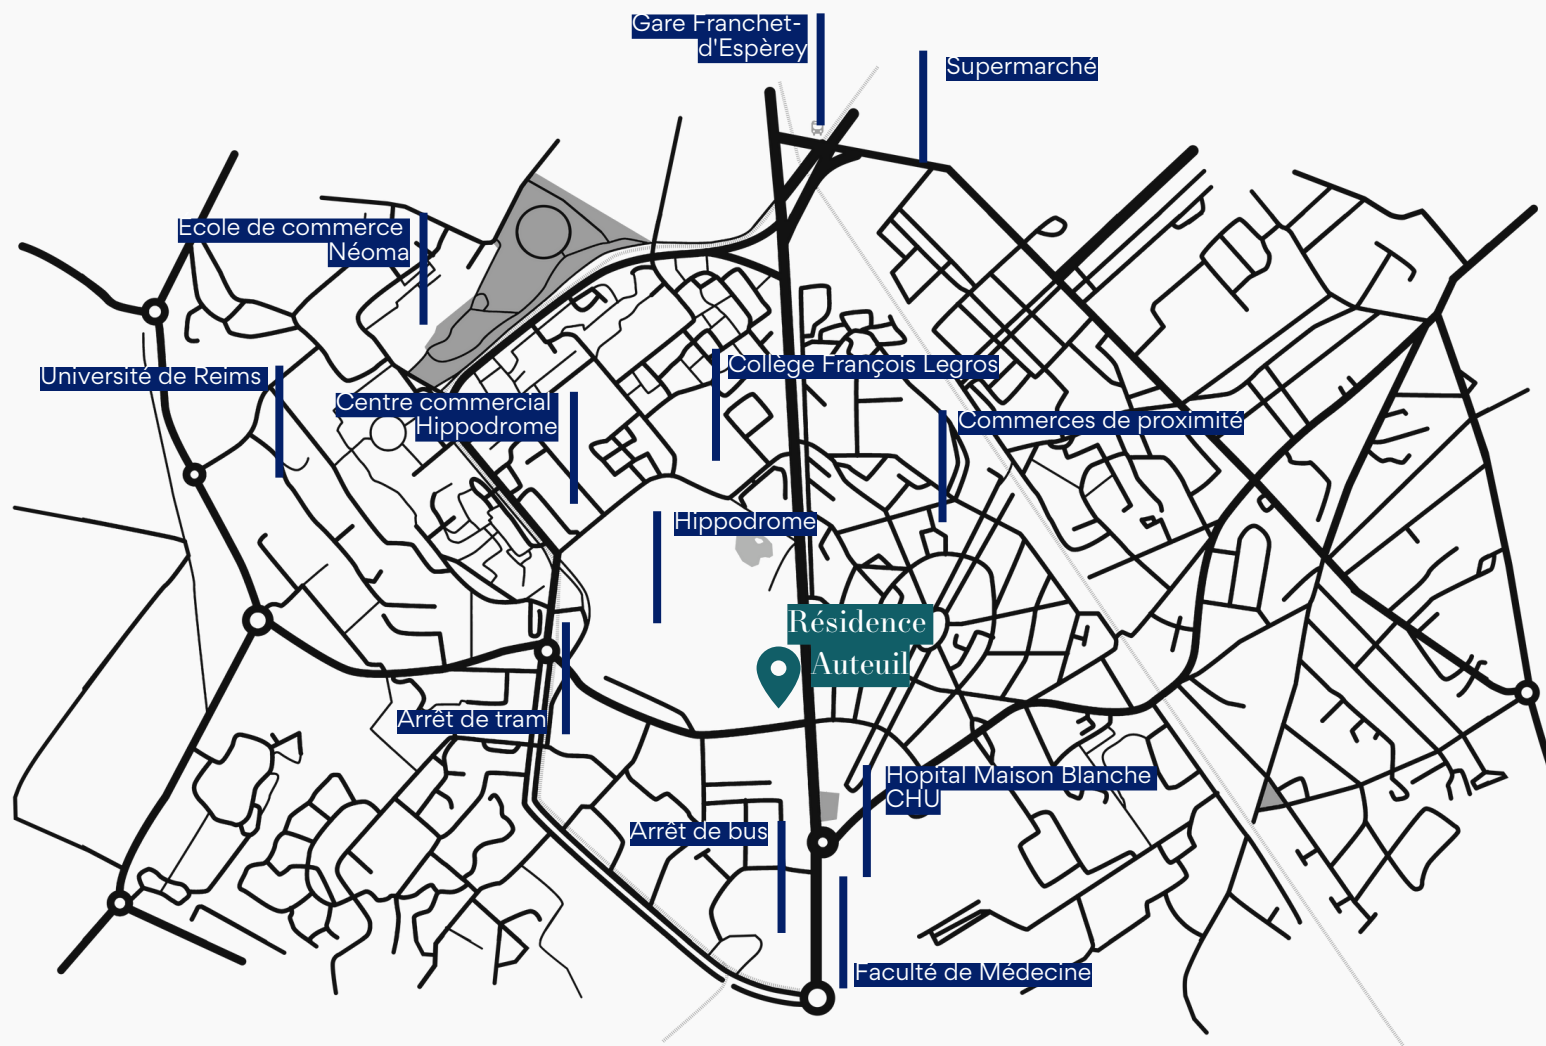 Gare Franchet-
d'Espèrey
Supermarché
Ecole de commerce
Néoma
Université de Reims
Centre commercial
Hippodrome
Collège François Legros
Commerces de proximité
Hippodrome
Résidence
Auteuil
Arrêt de tram
Hopital Maison Blanche
CHU
Arrêt de bus
Faculté de Médecine